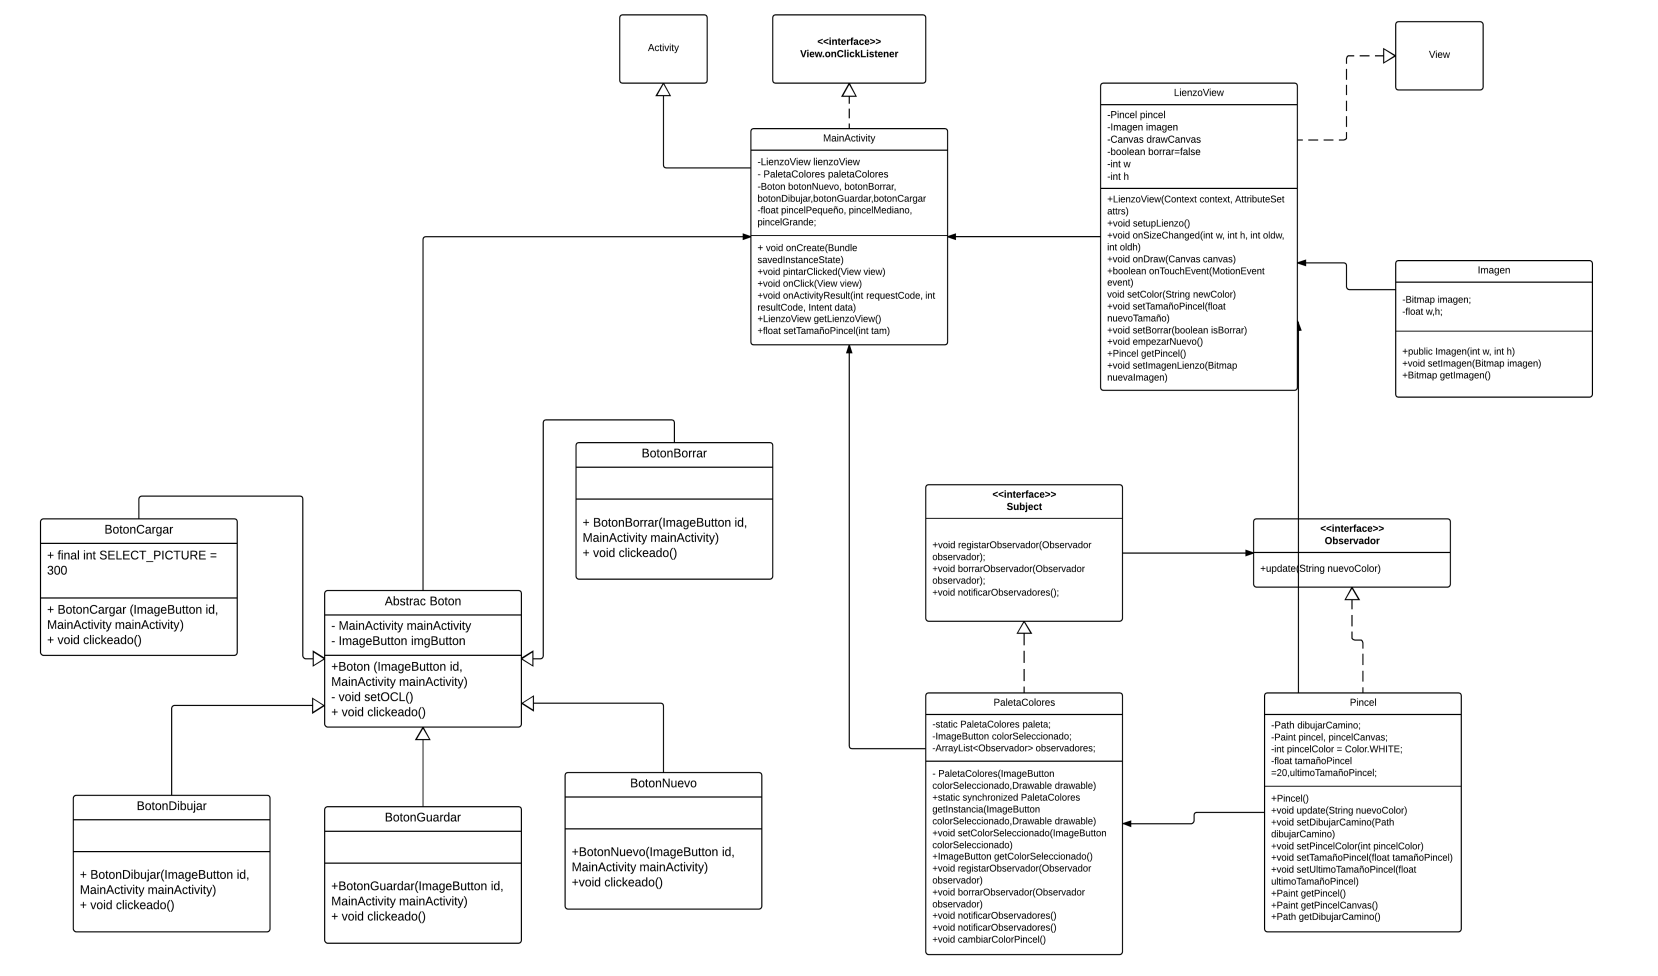 Activity
<<interface>>
View.onClickListener
View
LienzoView
-Pincel pincel
-Imagen imagen
-Canvas drawCanvas
-boolean borrar=false
-int w
-int h
+LienzoView(Context context, AttributeSet
attrs)
+void setupLienzo()
+void onSizeChanged(int w, int h, int oldw,
int oldh)
+void onDraw(Canvas canvas)
+boolean onTouchEvent(MotionEvent
event)
void setColor(String newColor)
+void setTamañoPincel(float
nuevoTamaño)
+void setBorrar(boolean isBorrar)
+void empezarNuevo()
+Pincel getPincel()
+void setImagenLienzo(Bitmap
nuevaImagen)
MainActivity
-LienzoView lienzoView
- PaletaColores paletaColores
-Boton botonNuevo, botonBorrar,
botonDibujar,botonGuardar,botonCargar
-float pincelPequeño, pincelMediano,
pincelGrande;
+ void onCreate(Bundle
savedInstanceState)
+void pintarClicked(View view)
+void onClick(View view)
+void onActivityResult(int requestCode, int
resultCode, Intent data)
+LienzoView getLienzoView()
+float setTamañoPincel(int tam)
Imagen
-Bitmap imagen;
-float w,h;
+public Imagen(int w, int h)
+void setImagen(Bitmap imagen)
+Bitmap getImagen()
BotonBorrar
+ BotonBorrar(ImageButton id,
MainActivity mainActivity)
+ void clickeado()
BotonCargar
+ final int SELECT_PICTURE =
300
+ BotonCargar (ImageButton id,
MainActivity mainActivity)
+ void clickeado()
<<interface>>
Subject
+void registarObservador(Observador
observador);
+void borrarObservador(Observador
observador);
+void notificarObservadores();
<<interface>>
Observador
+update(String nuevoColor)
Abstrac Boton
- MainActivity mainActivity
- ImageButton imgButton
+Boton (ImageButton id,
MainActivity mainActivity)
- void setOCL()
+ void clickeado()
BotonDibujar
+ BotonDibujar(ImageButton id,
MainActivity mainActivity)
+ void clickeado()
BotonGuardar
+BotonGuardar(ImageButton id,
MainActivity mainActivity)
+ void clickeado()
BotonNuevo
+BotonNuevo(ImageButton id,
MainActivity mainActivity)
+void clickeado()
PaletaColores
-static PaletaColores paleta;
-ImageButton colorSeleccionado;
-ArrayList<Observador> observadores;
- PaletaColores(ImageButton
colorSeleccionado,Drawable drawable)
+static synchronized PaletaColores
getInstancia(ImageButton
colorSeleccionado,Drawable drawable)
+void setColorSeleccionado(ImageButton
colorSeleccionado)
+ImageButton getColorSeleccionado()
+void registarObservador(Observador
observador)
+void borrarObservador(Observador
observador)
+void notificarObservadores()
+void notificarObservadores()
+void cambiarColorPincel()
Pincel
-Path dibujarCamino;
-Paint pincel, pincelCanvas;
-int pincelColor = Color.WHITE;
-float tamañoPincel
=20,ultimoTamañoPincel;
+Pincel()
+void update(String nuevoColor)
+void setDibujarCamino(Path
dibujarCamino)
+void setPincelColor(int pincelColor)
+void setTamañoPincel(float tamañoPincel)
+void setUltimoTamañoPincel(float
ultimoTamañoPincel)
+Paint getPincel()
+Paint getPincelCanvas()
+Path getDibujarCamino()